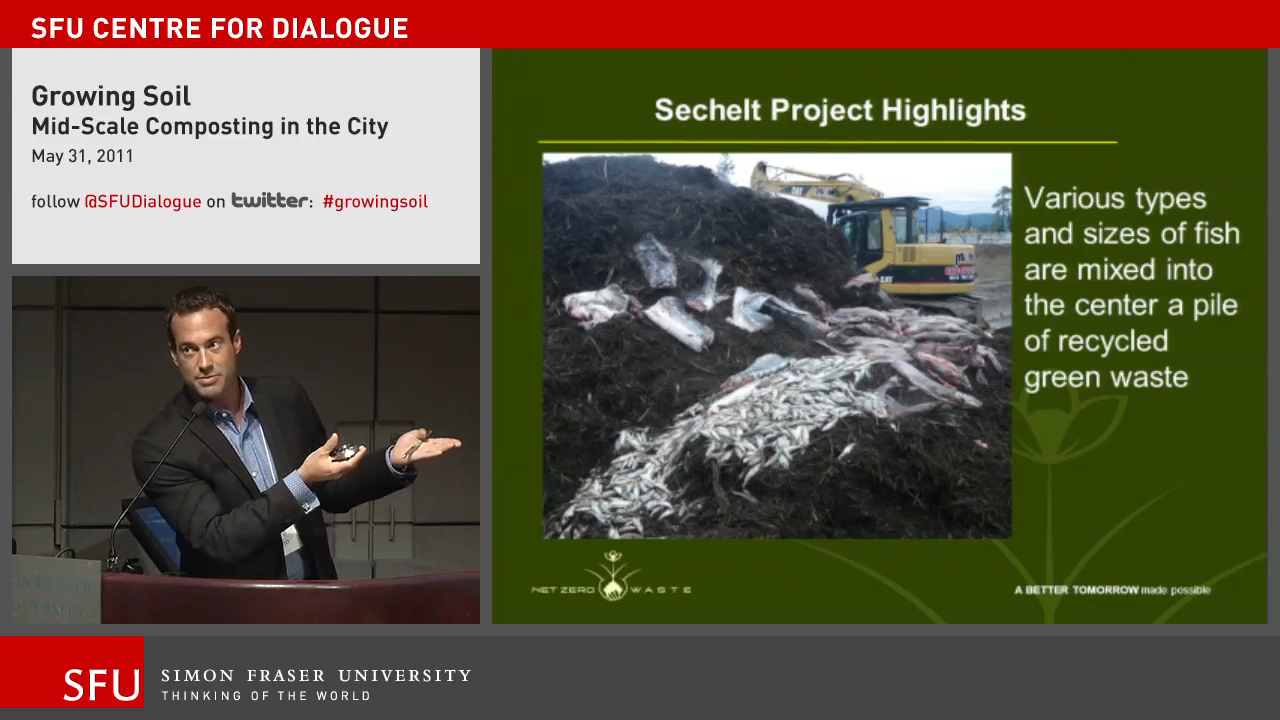 SFU CENTRE FOR DIALOGUE
Growing Soil
Mid-Scale Composting in the City
May 31, 2011
follow @SFUDialogue on twitter: #growingsoil
Sechelt Project Highlights
Various types
and sizes of fish
are mixed into
the center a pile
of recycled
green waste
CAT
NET ZERO WASTE
A BETTER TOMORROW made possible
SFU SIMON FRASER UNIVERSITY
THINKING OF THE WORLD